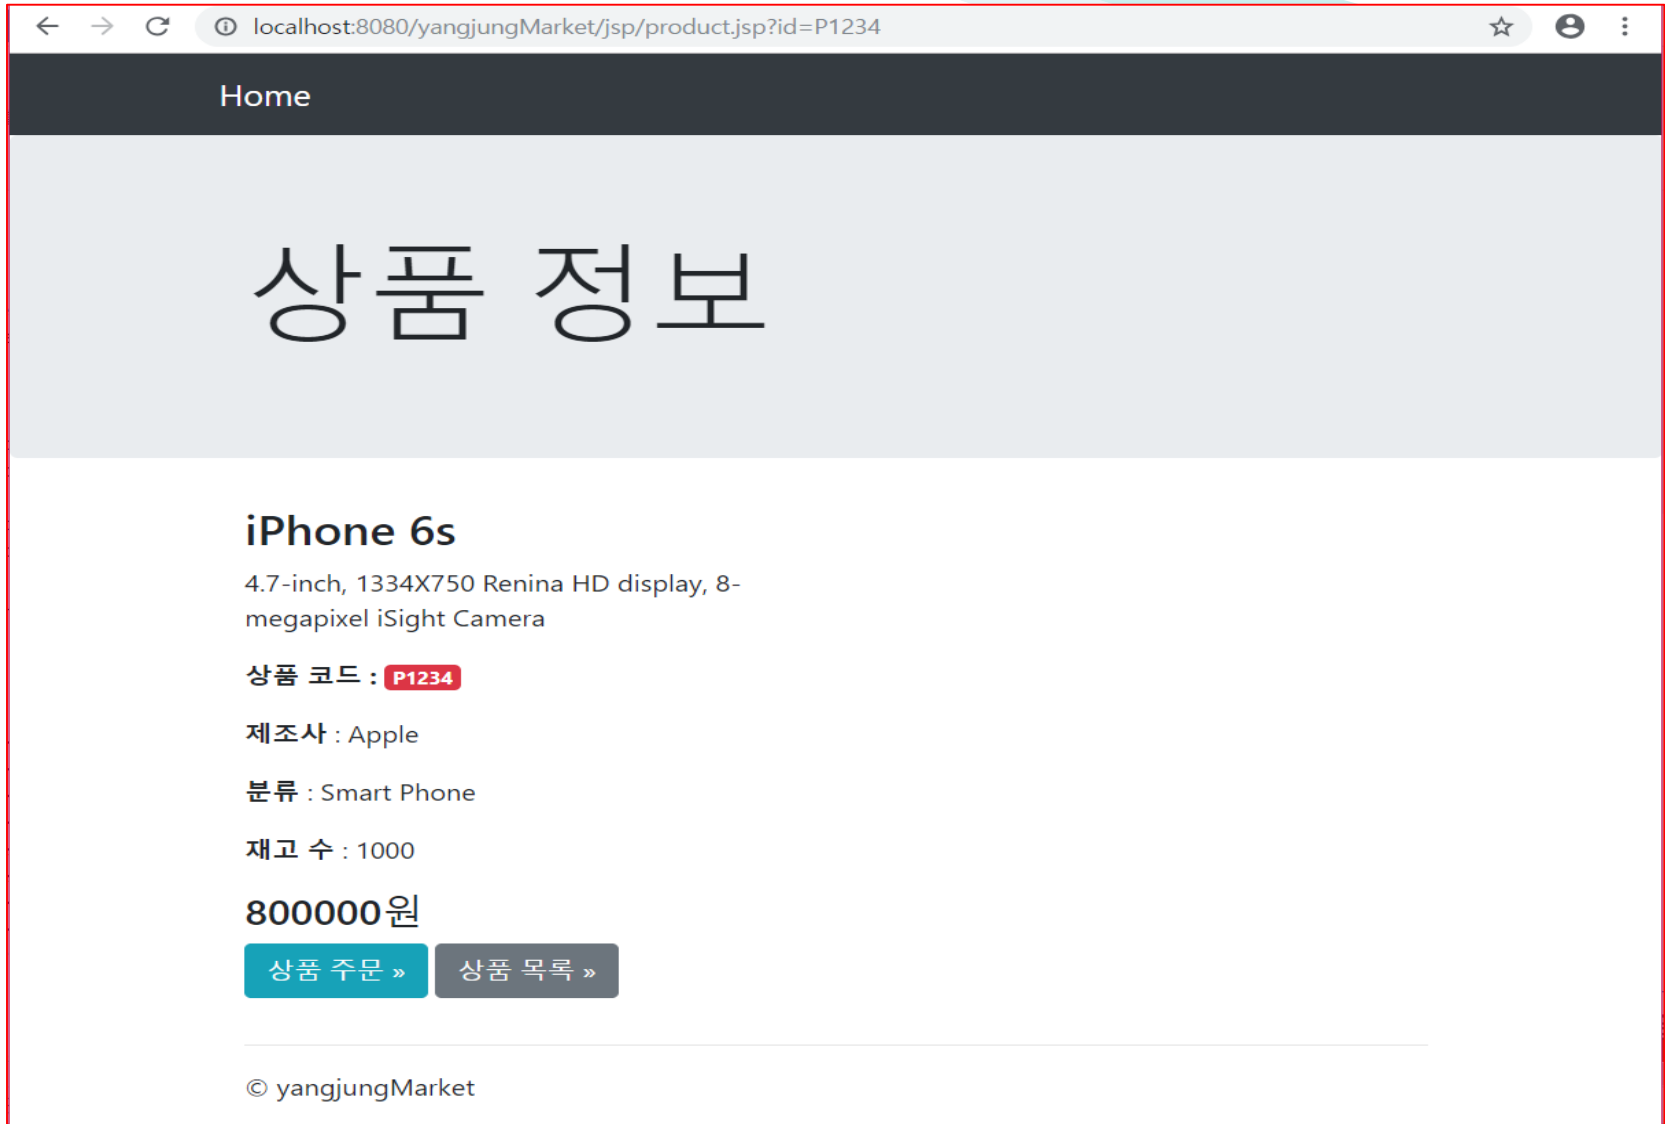 localhost:8080/yangjungMarket/jsp/product.jsp?id=P1234
Home
상품 정보
iPhone 6s
4.7-inch, 1334X750 Renina HD display, 8-
megapixel iSight Camera
상품 코드 : P1234
제조사 : Apple
분류 : Smart Phone
재고 수 : 1000
800000원
상품 주문 » 상품 목록 »
© yangjungMarket